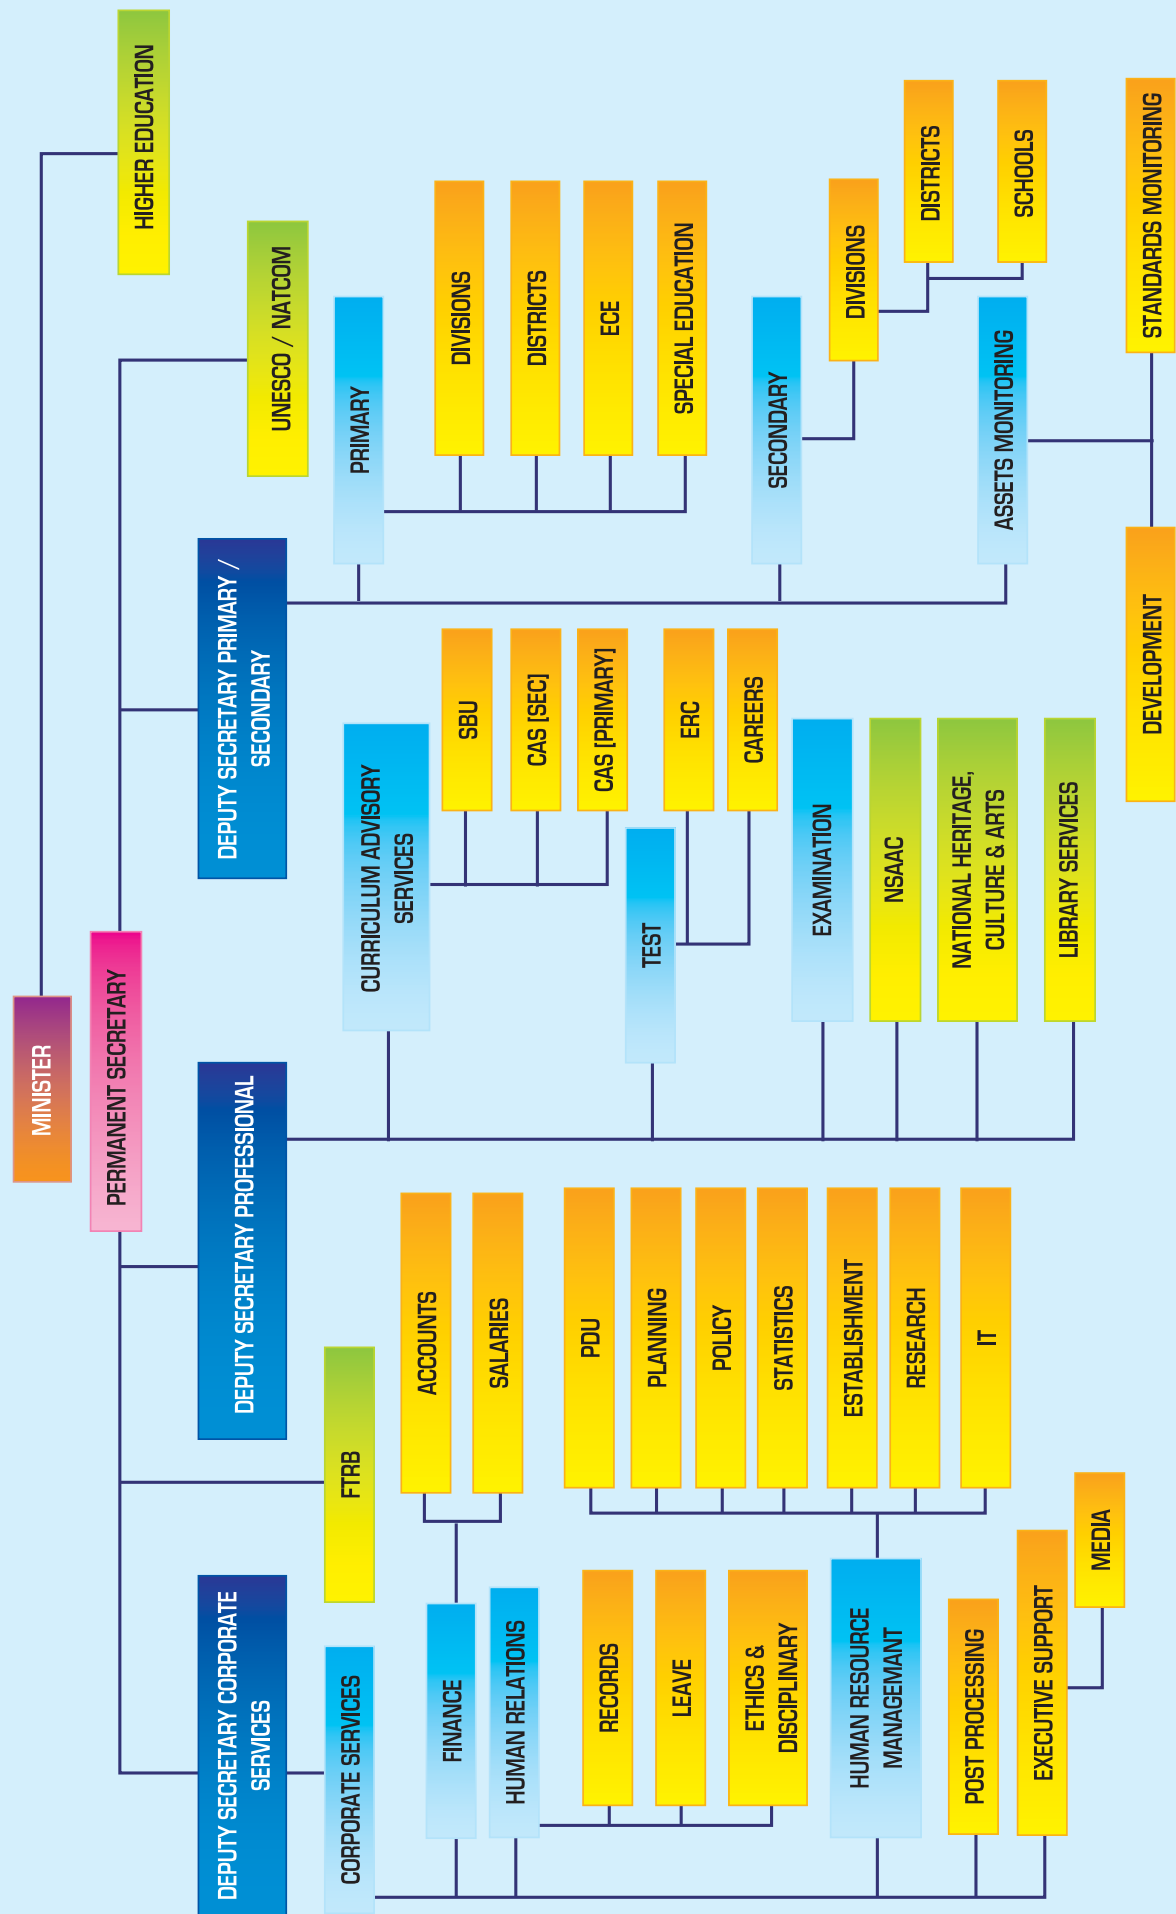 MINISTER
HIGHER EDUCATION
PERMANENT SECRETARY
DEPUTY SECRETARY CORPORATE
SERVICES
FTRB
DEPUTY SECRETARY PROFESSIONAL
DEPUTY SECRETARY PRIMARY /
SECONDARY
UNESCO / NATCOM
CORPORATE SERVICES
FINANCE
ACCOUNTS
SALARIES
HUMAN RELATIONS
RECORDS
LEAVE
ETHICS &
DISCIPLINARY
HUMAN RESOURCE
MANAGEMANT
PDU
PLANNING
POLICY
STATISTICS
ESTABLISHMENT
RESEARCH
IT
POST PROCESSING
EXECUTIVE SUPPORT
MEDIA
CURRICULUM ADVISORY
SERVICES
SBU
CAS [SEC]
CAS [PRIMARY]
TEST
ERC
CAREERS
EXAMINATION
NSAAC
NATIONAL HERITAGE,
CULTURE & ARTS
LIBRARY SERVICES
PRIMARY
DIVISIONS
DISTRICTS
ECE
SPECIAL EDUCATION
SECONDARY
DIVISIONS
DISTRICTS
SCHOOLS
ASSETS MONITORING
DEVELOPMENT
STANDARDS MONITORING